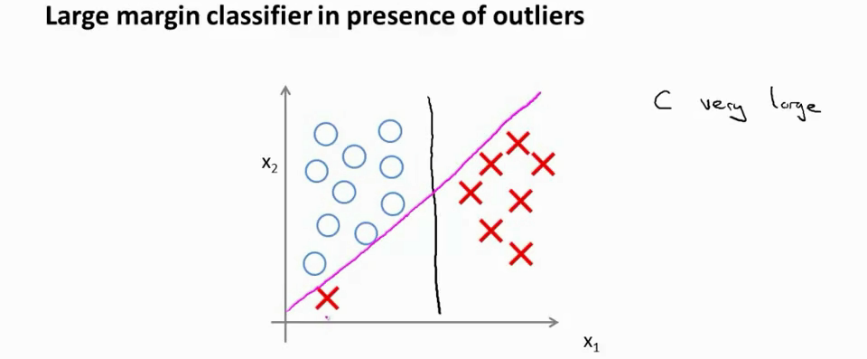 Large margin classifier in presence of outliers
C very large
x2
x1